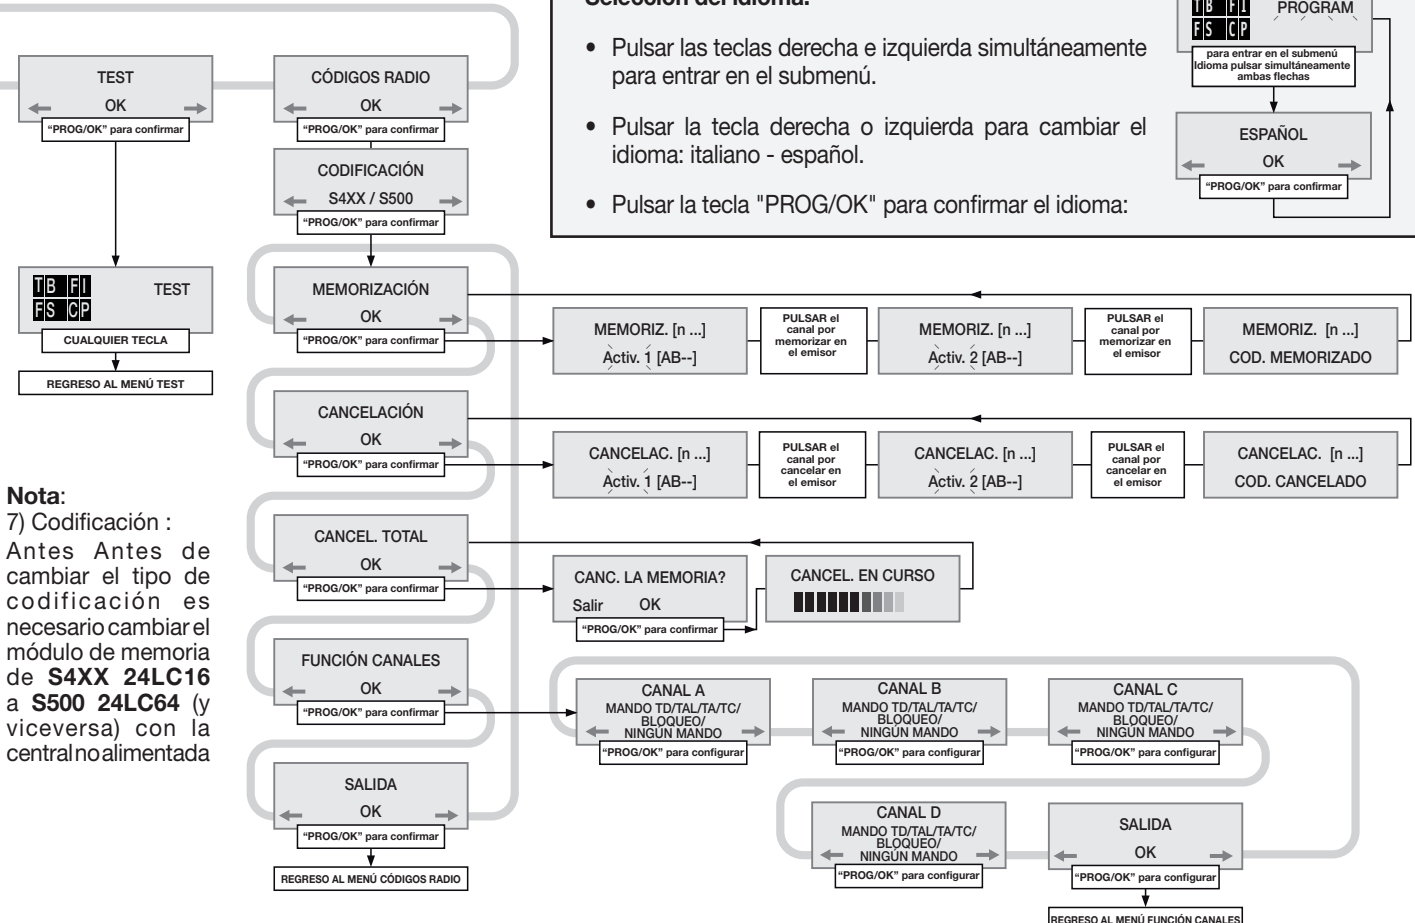 Selección del idioma:
• Pulsar las teclas derecha e izquierda simultáneamente
para entrar en el submenú.
• Pulsar la tecla derecha o izquierda para cambiar el
idioma: italiano - español.
• Pulsar la tecla "PROG/OK" para confirmar el idioma:
TB FI
FS CP
PROGRAM
para entrar en el submenú
Idioma pulsar simultáneamente
ambas flechas
ESPAÑOL
OK
“PROG/OK” para confirmar
TEST
OK
“PROG/OK” para confirmar
TB FI
FS CP
TEST
CUALQUIER TECLA
REGRESO AL MENÚ TEST
CÓDIGOS RADIO
OK
“PROG/OK” para confirmar
CODIFICACIÓN
S4XX / S500
“PROG/OK” para confirmar
MEMORIZACIÓN
OK
“PROG/OK” para confirmar
MEMORIZ. [n ...]
Activ. 1 [AB--]
PULSAR el
canal por
memorizar en
el emisor
MEMORIZ. [n ...]
Activ. 2 [AB--]
PULSAR el
canal por
memorizar en
el emisor
MEMORIZ. [n ...]
COD. MEMORIZADO
CANCELACIÓN
OK
“PROG/OK” para confirmar
CANCELAC. [n ...]
Activ. 1 [AB--]
PULSAR el
canal por
cancelar en
el emisor
CANCELAC. [n ...]
Activ. 2 [AB--]
PULSAR el
canal por
cancelar en
el emisor
CANCELAC. [n ...]
COD. CANCELADO
Nota:
7) Codificación :
Antes Antes de
cambiar el tipo de
codificación es
necesario cambiar el
módulo de memoria
de S4XX 24LC16
a S500 24LC64 (y
viceversa) con la
central no alimentada
CANCEL. TOTAL
OK
“PROG/OK” para confirmar
CANC. LA MEMORIA?
Salir OK
“PROG/OK” para confirmar
CANCEL. EN CURSO
FUNCIÓN CANALES
OK
“PROG/OK” para confirmar
CANAL A
MANDO TD/TAL/TA/TC/
BLOQUEO/
NINGÚN MANDO
“PROG/OK” para configurar
CANAL B
MANDO TD/TAL/TA/TC/
BLOQUEO/
NINGÚN MANDO
“PROG/OK” para configurar
CANAL C
MANDO TD/TAL/TA/TC/
BLOQUEO/
NINGÚN MANDO
“PROG/OK” para configurar
SALIDA
OK
“PROG/OK” para confirmar
REGRESO AL MENÚ CÓDIGOS RADIO
CANAL D
MANDO TD/TAL/TA/TC/
BLOQUEO/
NINGÚN MANDO
“PROG/OK” para configurar
SALIDA
OK
“PROG/OK” para configurar
REGRESO AL MENÚ FUNCIÓN CANALES